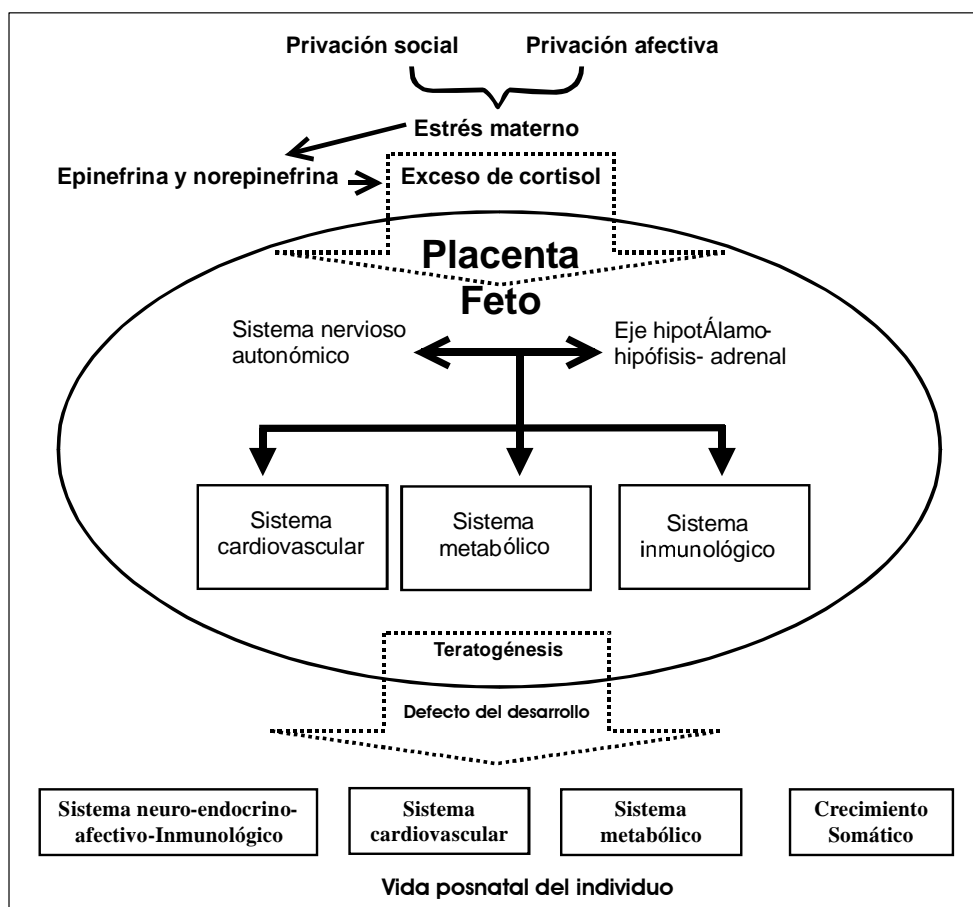 Privación social
Privación afectiva
Estrés materno
Epinefrina y norepinefrina
Exceso de cortisol
Placenta
Feto
Sistema nervioso
autonómico
Eje hipotÁlamo-
hipófisis- adrenal
Sistema
cardiovascular
Sistema
metabólico
Sistema
inmunológico
Teratogénesis
Defecto del desarrollo
Sistema neuro-endocrino-
afectivo-Inmunológico
Sistema
cardiovascular
Sistema
metabólico
Crecimiento
Somático
Vida posnatal del individuo